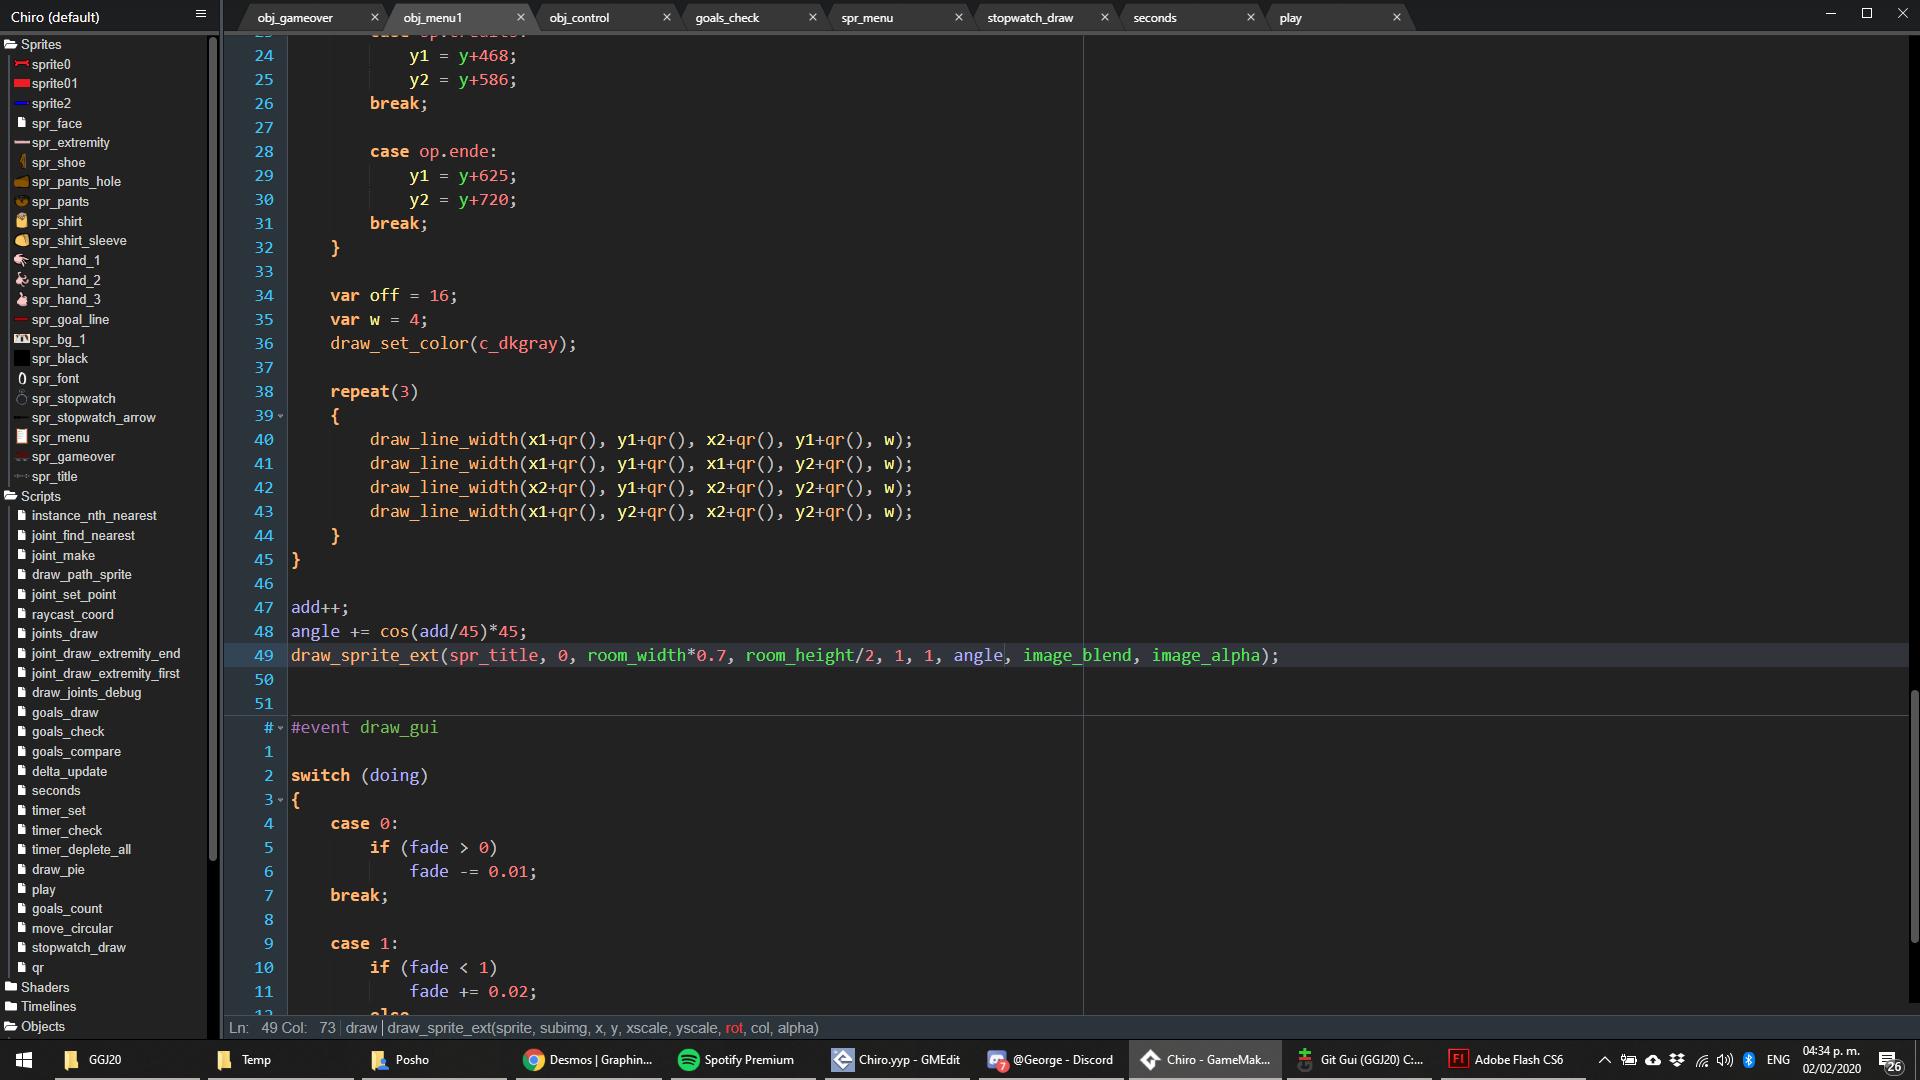 Chiro (default)
obj_gameover × obj_menu1 × obj_control × goals_check × spr_menu × stopwatch_draw × seconds × play ×
Sprites
sprite0
sprite01
sprite2
spr_face
spr_extremity
spr_shoe
spr_pants_hole
spr_pants
spr_shirt
spr_shirt_sleeve
spr_hand_1
spr_hand_2
spr_hand_3
spr_goal_line
spr_bg_1
spr_black
spr_font
spr_stopwatch
spr_stopwatch_arrow
spr_menu
spr_gameover
spr_title
Scripts
instance_nth_nearest
joint_find_nearest
joint_make
draw_path_sprite
joint_set_point
raycast_coord
joints_draw
joint_draw_extremity_end
joint_draw_extremity_first
draw_joints_debug
goals_draw
goals_check
goals_compare
delta_update
seconds
timer_set
timer_check
timer_deplete_all
draw_pie
play
goals_count
move_circular
stopwatch_draw
qr
Shaders
Timelines
Objects
24 y1 = y+468;
25 y2 = y+586;
26 break;
27
28 case op.ende:
29 y1 = y+625;
30 y2 = y+720;
31 break;
32 }
33
34 var off = 16;
35 var w = 4;
36 draw_set_color(c_dkgray);
37
38 repeat(3)
39 {
40 draw_line_width(x1+qr(), y1+qr(), x2+qr(), y1+qr(), w);
41 draw_line_width(x1+qr(), y1+qr(), x1+qr(), y2+qr(), w);
42 draw_line_width(x2+qr(), y1+qr(), x2+qr(), y2+qr(), w);
43 draw_line_width(x1+qr(), y2+qr(), x2+qr(), y2+qr(), w);
44 }
45 }
46
47 add++;
48 angle += cos(add/45)*45;
49 draw_sprite_ext(spr_title, 0, room_width*0.7, room_height/2, 1, 1, angle, image_blend, image_alpha);
50
51
# #event draw_gui
1
2 switch (doing)
3 {
4 case 0:
5 if (fade > 0)
6 fade -= 0.01;
7 break;
8
9 case 1:
10 if (fade < 1)
11 fade += 0.02;
Ln: 49 Col: 73 draw draw_sprite_ext(sprite, subimg, x, y, xscale, yscale, rot, col, alpha)
GGJ20 Temp Posho Desmos | Graphin... Spotify Premium Chiro.yyp - GMEdit @George - Discord Chiro - GameMak... Git Gui (GGJ20) C:... Adobe Flash CS6 ENG 04:34 p. m. 26
7 02/02/2020